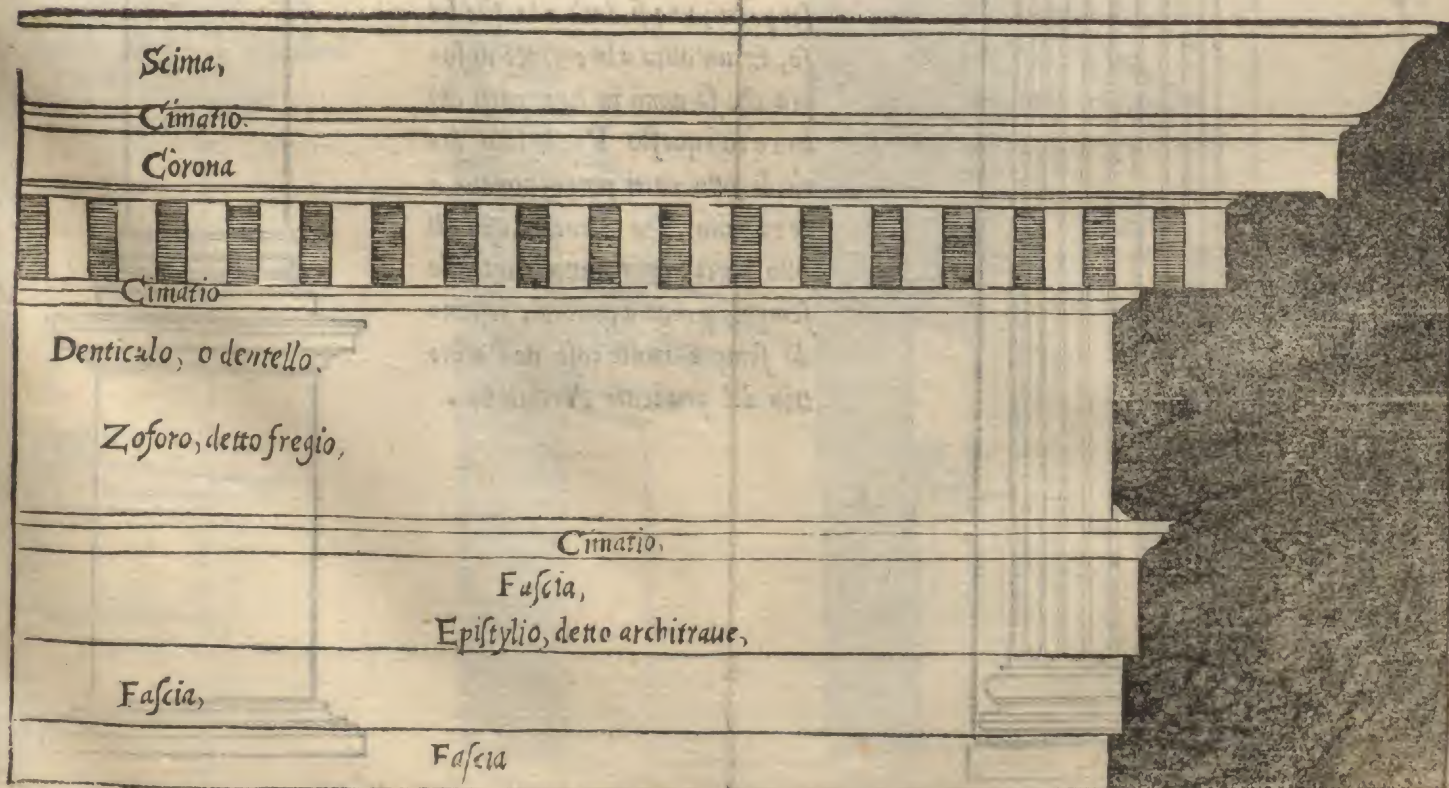 Scima,
Cimatio.
Corona
Cimatio
Denticulo, o dentello.
Zoforo, detto fregio,
Cimatio,
Faſcia,
Epiſtylio, detto architraue,
Faſcia,
Faſcia